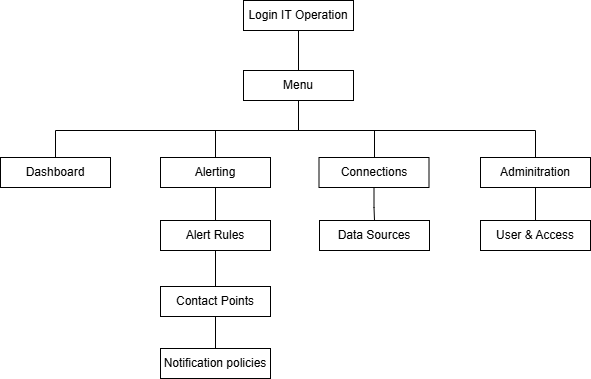 Login IT Operation
Menu
Dashboard
Alerting
Connections
Adminitration
Alert Rules
Data Sources
User & Access
Contact Points
Notification policies